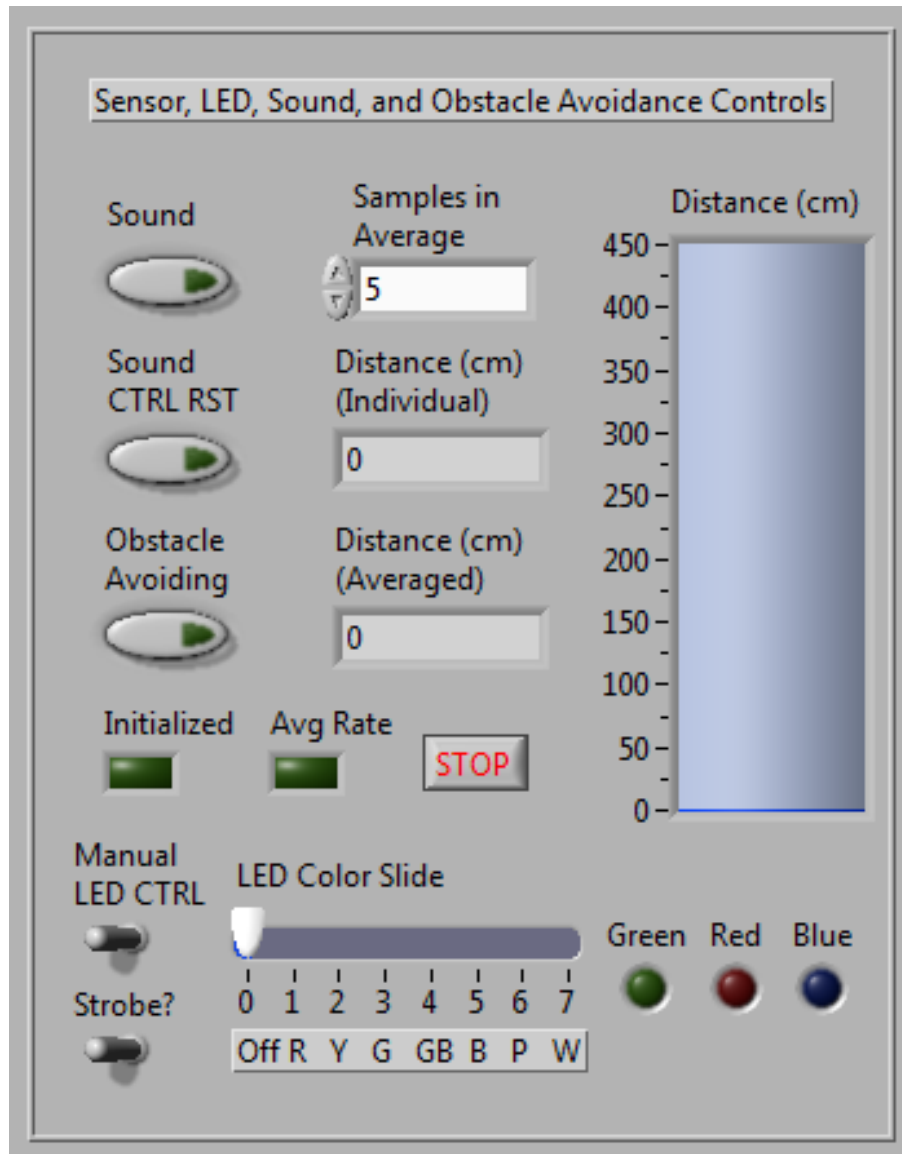 Sensor, LED, Sound, and Obstacle Avoidance Controls
Sound
Samples in
Average
5
Sound
CTRL RST
Distance (cm)
(Individual)
0
Obstacle
Avoiding
Distance (cm)
(Averaged)
0
Initialized
Avg Rate
STOP
Distance (cm)
450
400
350
300
250
200
150
100
50
0
Manual
LED CTRL
LED Color Slide
Strobe?
0 1 2 3 4 5 6 7
Off R Y G GB B P W
Green Red Blue